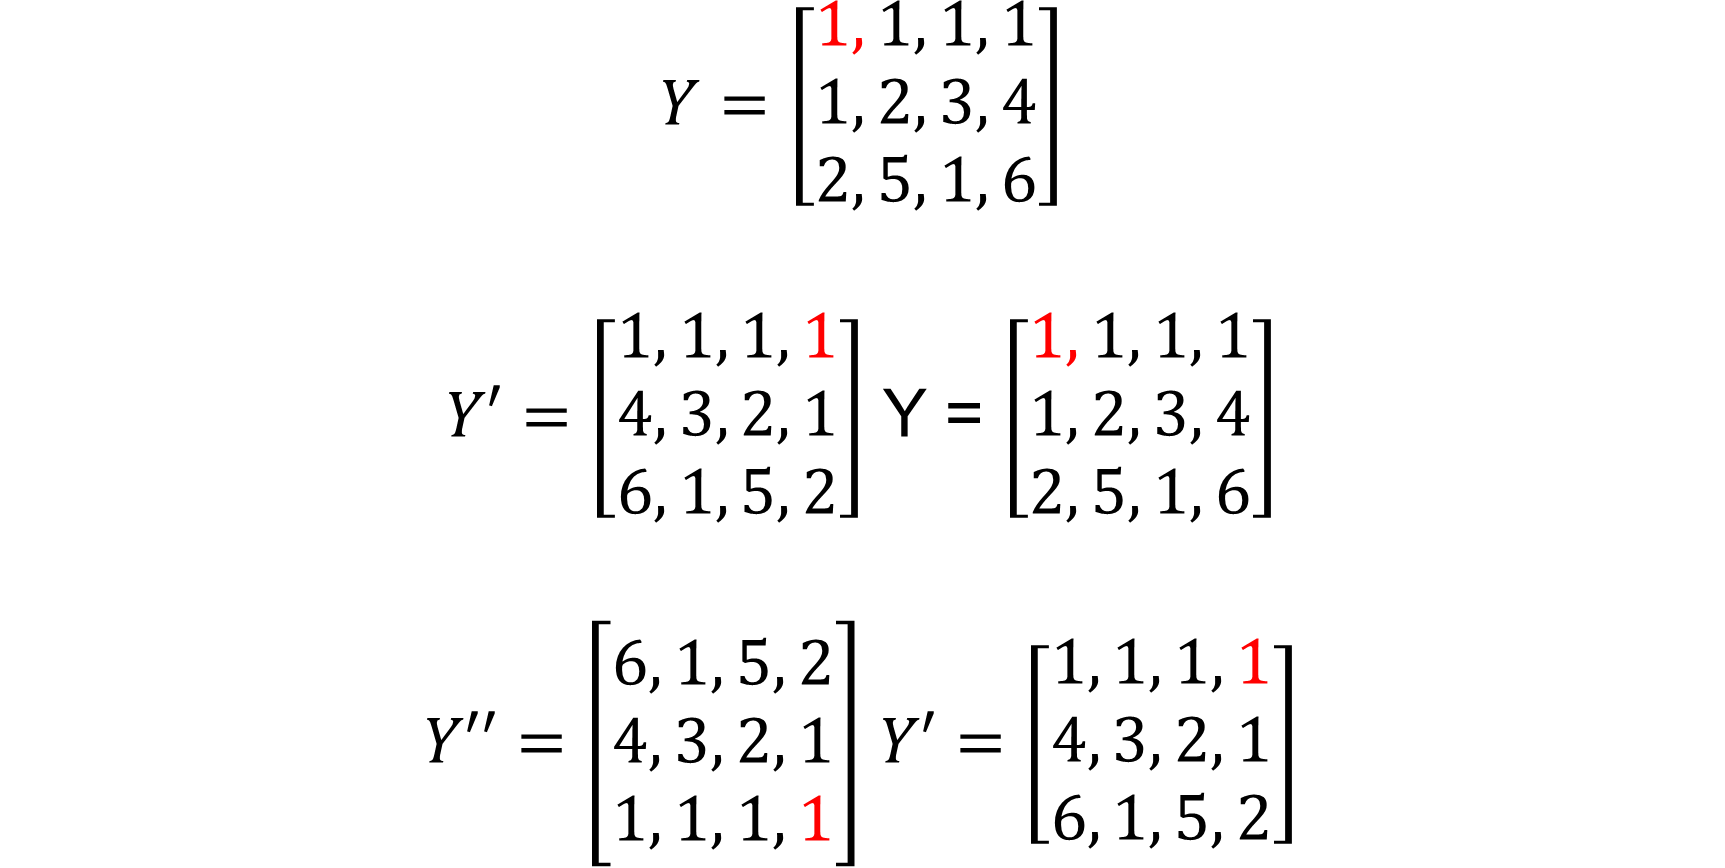 1, 1, 1, 1
Y = 1, 2, 3, 4
2, 5, 1, 6
1, 1, 1, 1 1, 1, 1, 1
Y′ = 4, 3, 2, 1 Y = 1, 2, 3, 4
6, 1, 5, 2 2, 5, 1, 6
6, 1, 5, 2 1, 1, 1, 1
Y′′ = 4, 3, 2, 1 Y′ = 4, 3, 2, 1
1, 1, 1, 1 6, 1, 5, 2